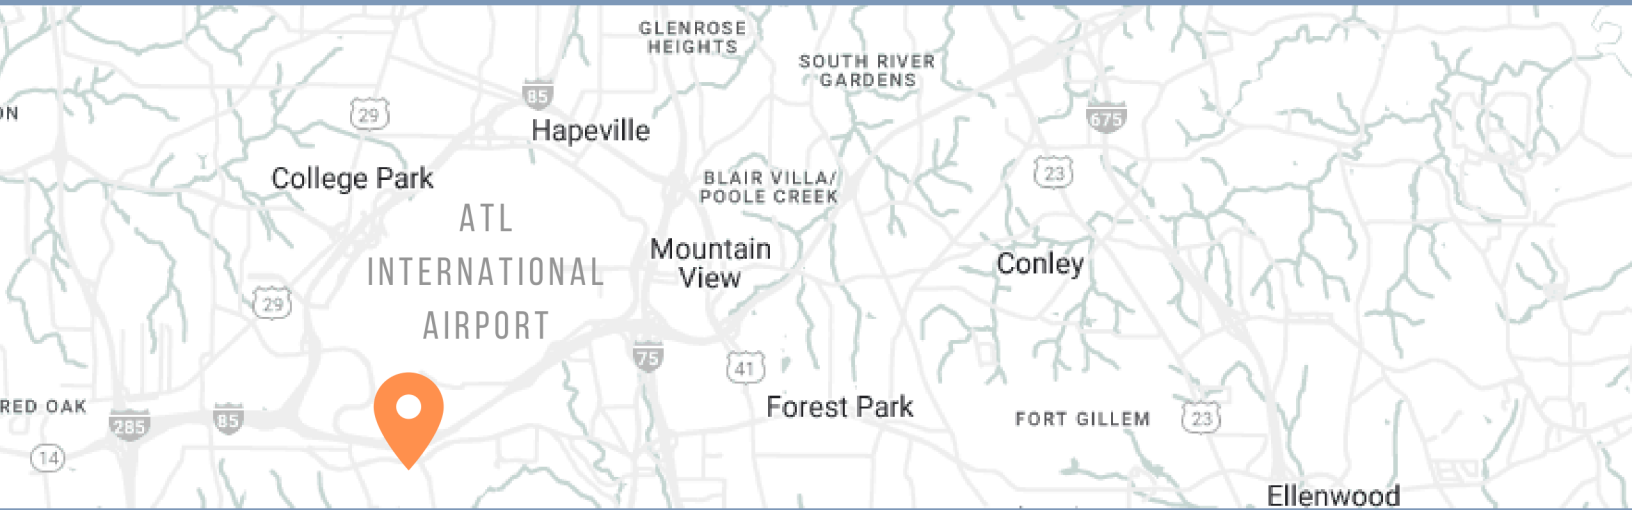 GLENROSE
HEIGHTS
SOUTH RIVER
GARDENS
85
29
ON
675
Hapeville
23
College Park
BLAIR VILLA/
POOLE CREEK
ATL
INTERNATIONAL
AIRPORT
Mountain
View
Conley
29
75
41
RED OAK
285
85
Forest Park
FORT GILLEM
23
14
Ellenwood